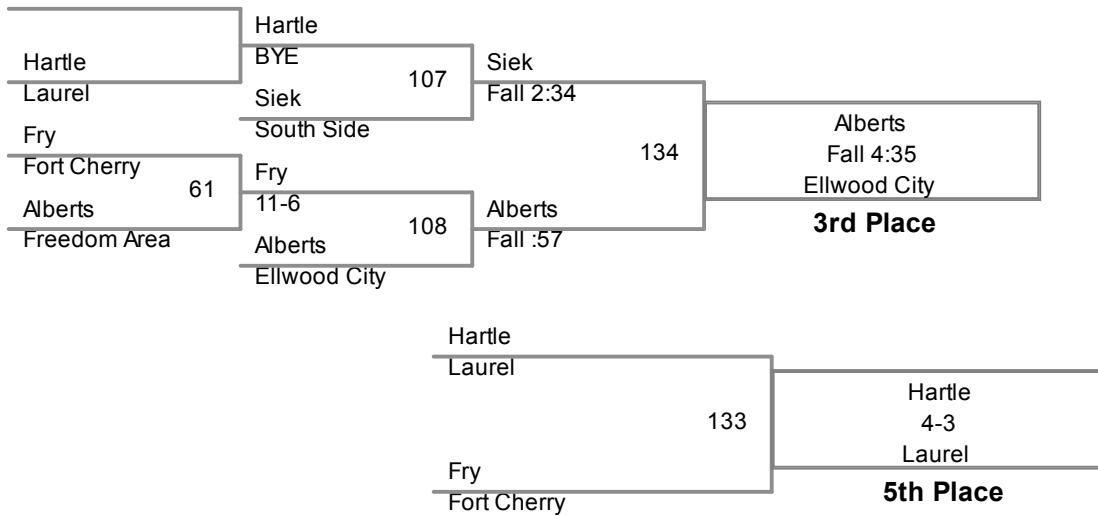 Hartle
Laurel
Fry
Fort Cherry
61
Alberts
Freedom Area
Hartle
BYE
107
Siek
South Side
Fry
11-6
108
Alberts
Ellwood City
Siek
Fall 2:34
134
Alberts
Fall :57
Alberts
Fall 4:35
Ellwood City
3rd Place
Hartle
Laurel
133
Fry
Fort Cherry
Hartle
4-3
Laurel
5th Place